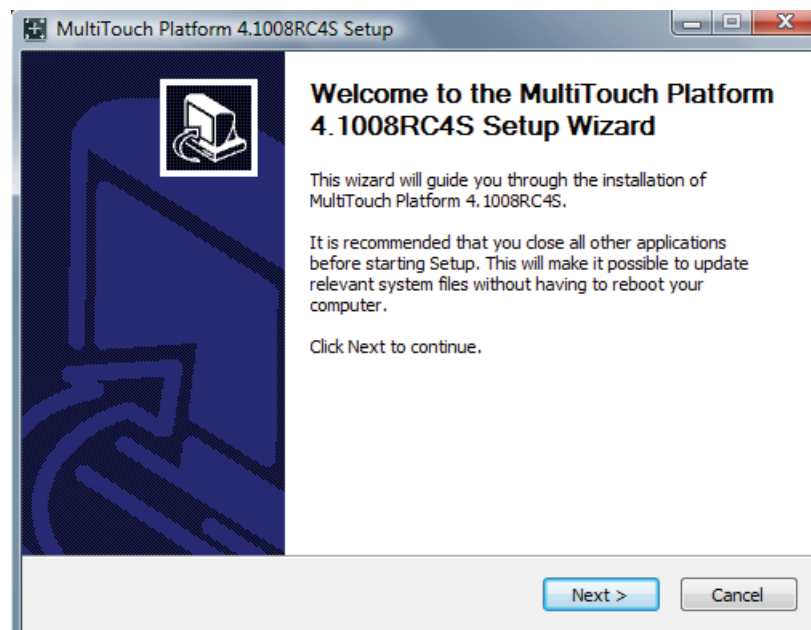 MultiTouch Platform 4.1008RC4S Setup
Welcome to the MultiTouch Platform
4.1008RC4S Setup Wizard
This wizard will guide you through the installation of
MultiTouch Platform 4.1008RC4S.
It is recommended that you close all other applications
before starting Setup. This will make it possible to update
relevant system files without having to reboot your
computer.
Click Next to continue.
Next >
Cancel